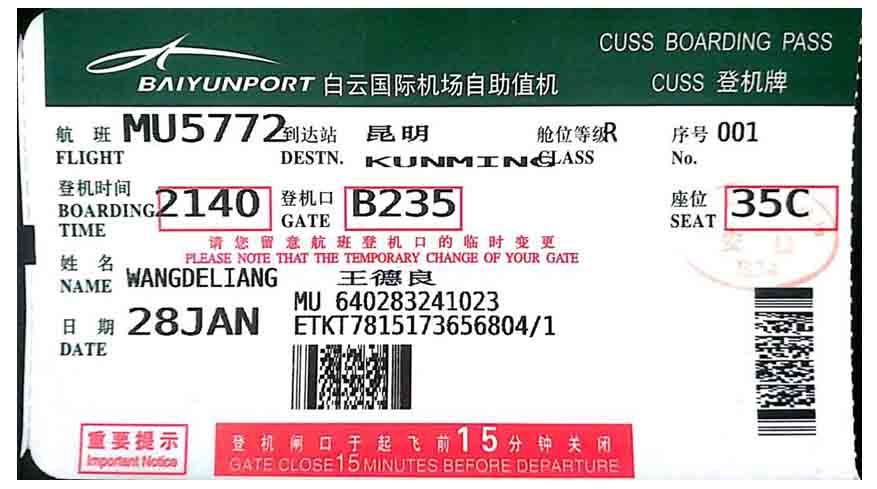 CUSS BOARDING PASS
BAIYUNPORT 白云国际机场自助值机 CUSS 登机牌
航班 MU5772 到达站 昆明 舱位等级R 序号 001
FLIGHT DESTN. KUNMING CLASS No.
登机时间 2140 登机口 B235 座位 35C
BOARDING TIME GATE SEAT
请您留意航班登机口的临时变更
PLEASE NOTE THAT THE TEMPORARY CHANGE OF YOUR GATE
姓名 WANGDELIANG 王德良
NAME
MU 640283241023
日期 28JAN ETKT7815173656804/1
DATE
重要提示 登机闸口于起飞前15分钟关闭
Important Notice GATE CLOSE 15 MINUTES BEFORE DEPARTURE